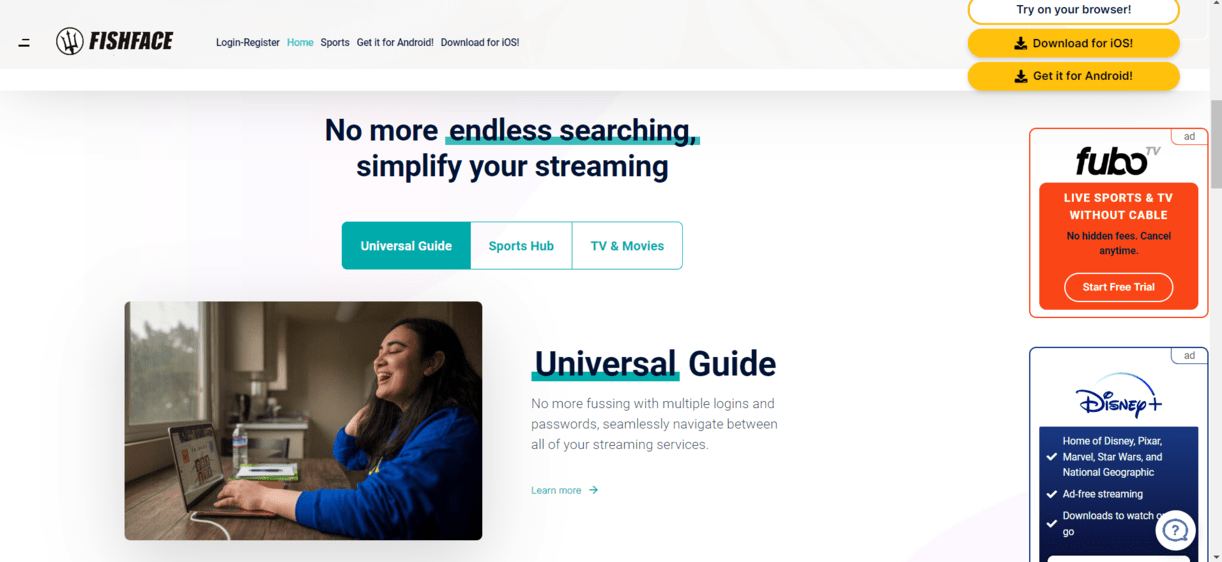 FISHFACE
Login-Register Home Sports Get it for Android! Download for iOS!
Try on your browser!
Download for iOS!
Get it for Android!
No more endless searching,
simplify your streaming
Universal Guide
Sports Hub
TV & Movies
Universal Guide
No more fussing with multiple logins and
passwords, seamlessly navigate between
all of your streaming services.
Learn more →
ad
fubo TV
LIVE SPORTS & TV
WITHOUT CABLE
No hidden fees. Cancel
anytime.
Start Free Trial
ad
Disney+
Home of Disney, Pixar,
Marvel, Star Wars, and
National Geographic
Ad-free streaming
Downloads to watch
go
?